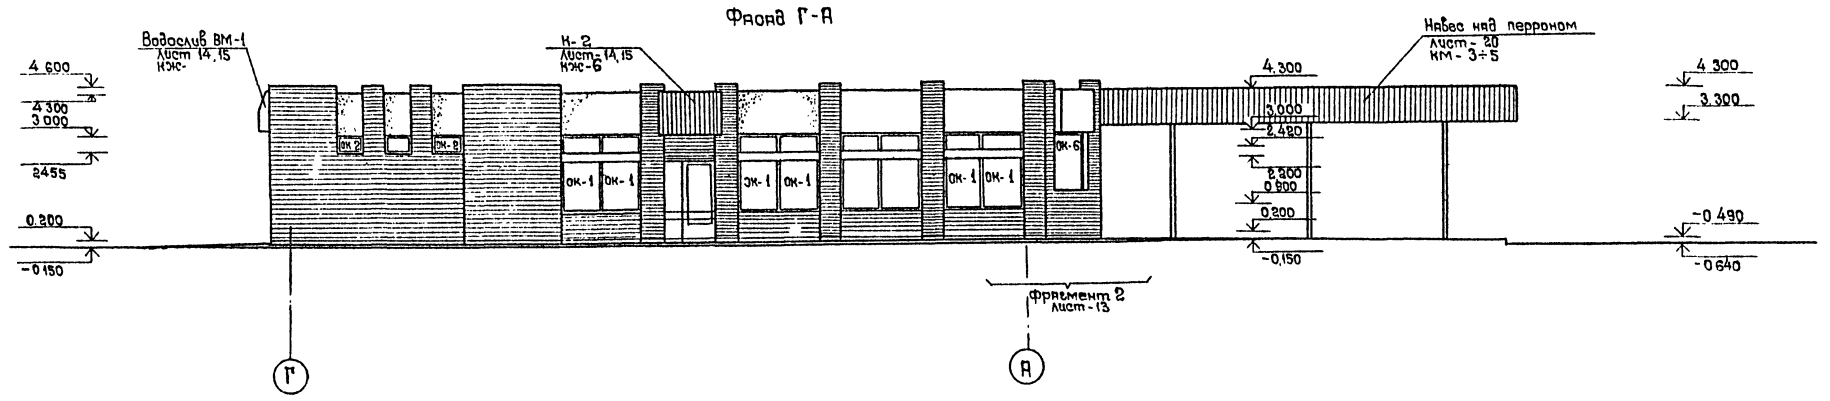 Фасад Г-А
Водослив ВМ-1
лист 14,15
КЖ-
К-2
лист-14,15
КЖ-6
Навес над перроном
лист-20
КМ-3÷5
4 600
4 300
3 000
2455
0.200
-0 150
ОК 2
ОК-2
ОК-1
ОК-1
ОК-1
ОК-1
ОК-1
ОК-1
ОК-6
4,300
3,000
2,420
2,200
0,900
0,200
-0,150
4 300
3.300
-0 490
-0 640
Фрагмент 2
лист-13
Г
А